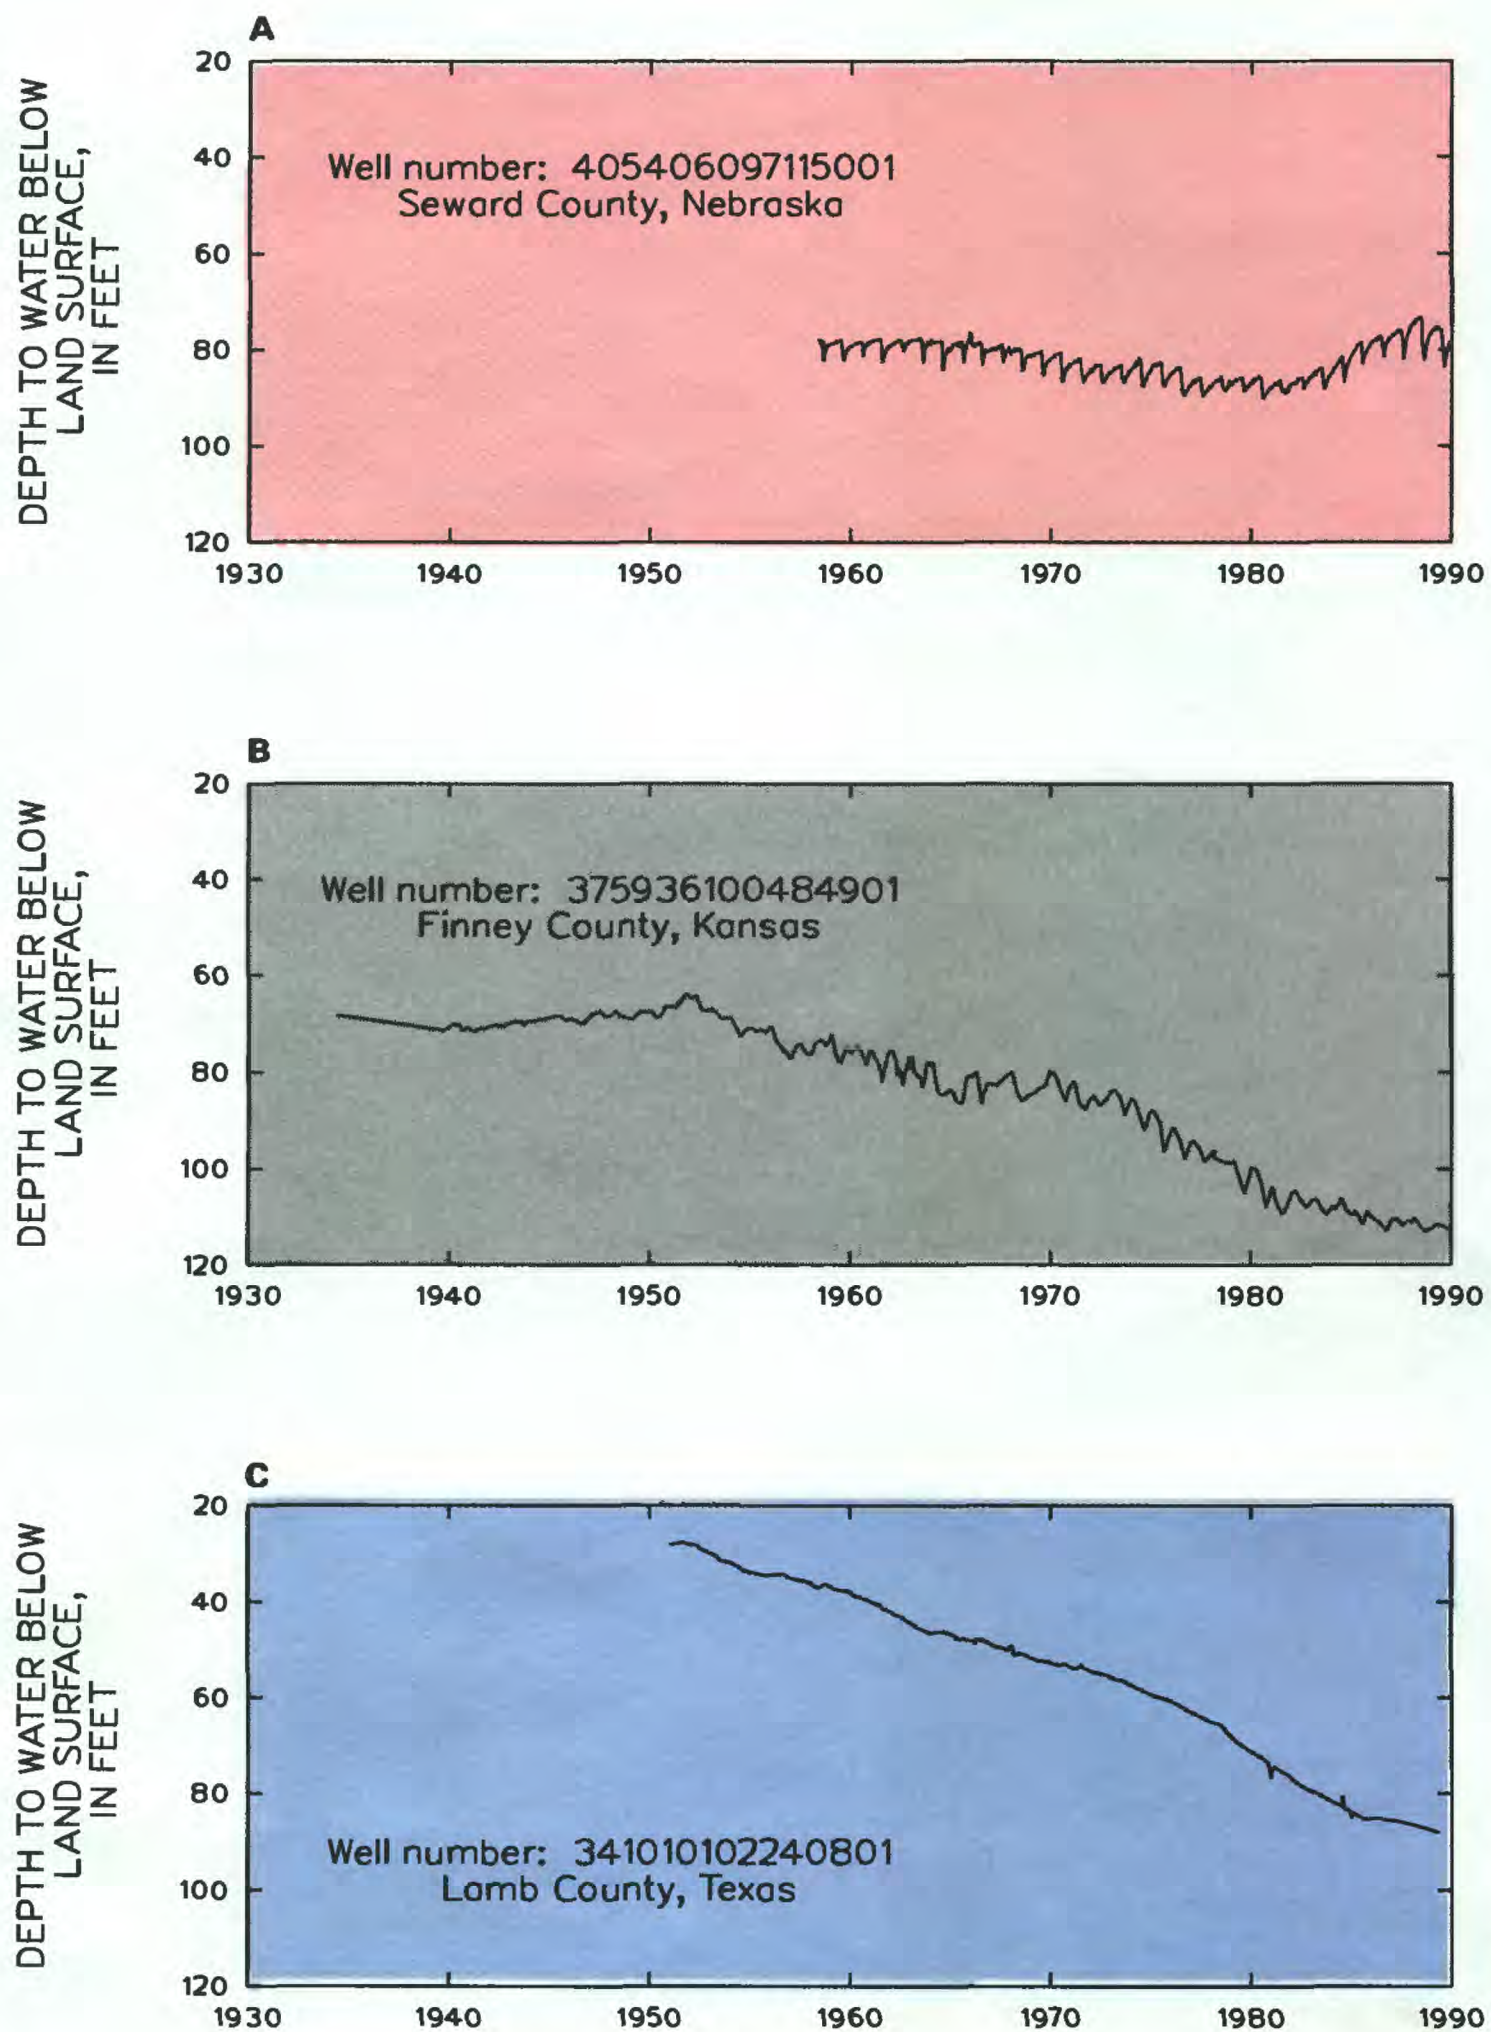 A
DEPTH TO WATER BELOW
LAND SURFACE,
IN FEET
20
40
60
80
100
120
Well number: 405406097115001
Seward County, Nebraska
1930 1940 1950 1960 1970 1980 1990
B
DEPTH TO WATER BELOW
LAND SURFACE,
IN FEET
20
40
60
80
100
120
Well number: 375936100484901
Finney County, Kansas
1930 1940 1950 1960 1970 1980 1990
C
DEPTH TO WATER BELOW
LAND SURFACE,
IN FEET
20
40
60
80
100
120
Well number: 341010102240801
Lamb County, Texas
1930 1940 1950 1960 1970 1980 1990